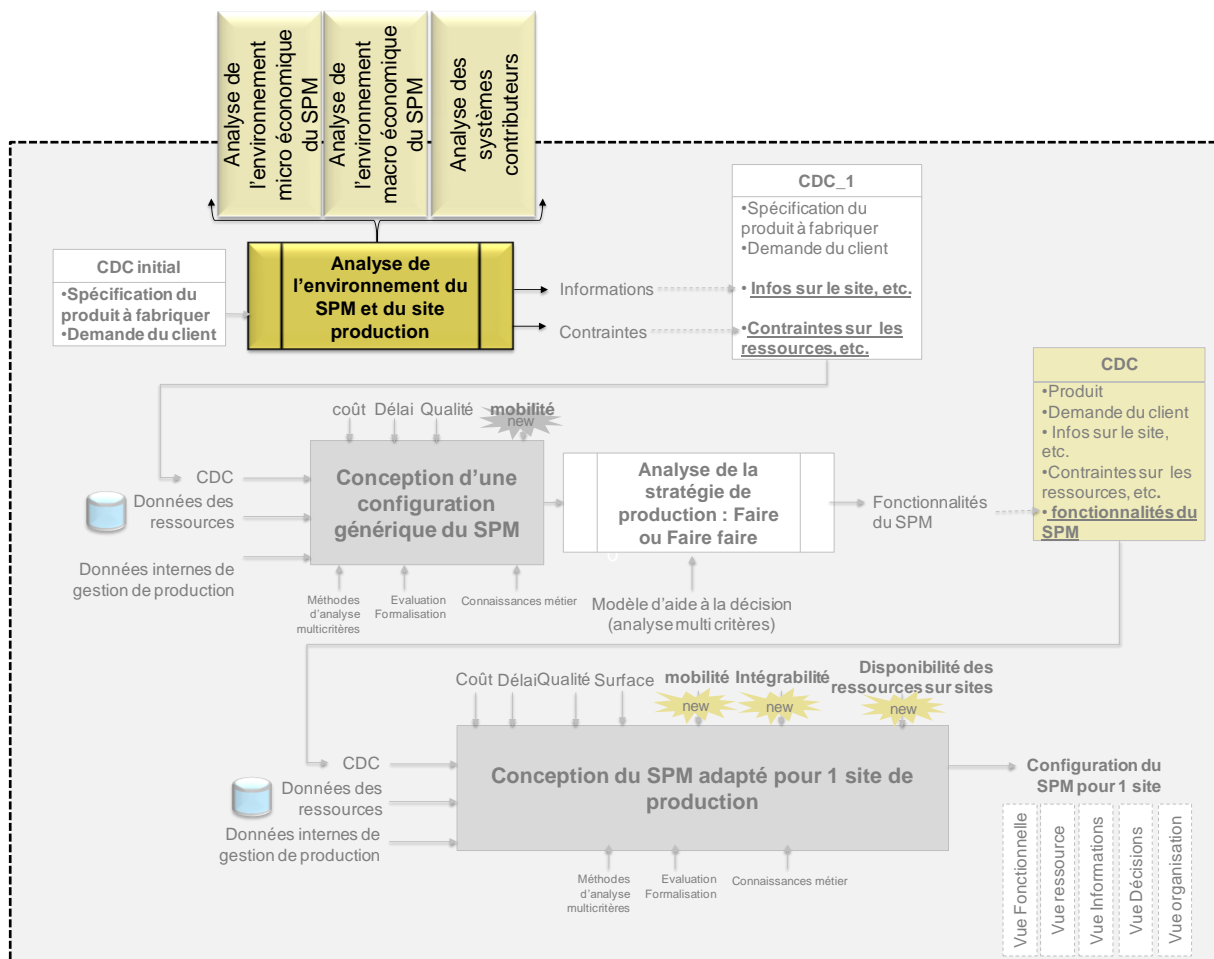 Analyse de
l'environnement
micro économique
du SPM
Analyse de
l'environnement
macro économique
du SPM
Analyse des
systèmes
contributeurs
CDC initial
•Spécification du
produit à fabriquer
•Demande du client
Analyse de
l'environnement du
SPM et du site
production
Informations
Contraintes
CDC_1
•Spécification du
produit à fabriquer
•Demande du client
• Infos sur le site, etc.
•Contraintes sur les
ressources, etc.
CDC
•Produit
•Demande du client
• Infos sur le site,
etc.
•Contraintes sur les
ressources, etc.
• fonctionnalités du
SPM
coût
Délai
Qualité
mobilité
new
CDC
Données des
ressources
Données internes de
gestion de production
Conception d'une
configuration
générique du SPM
Méthodes
d'analyse
multicritères
Evaluation
Formalisation
Connaissances métier
Analyse de la
stratégie de
production : Faire
ou Faire faire
Modèle d'aide à la décision
(analyse multi critères)
Fonctionnalités
du SPM
Coût
Délai
Qualité
Surface
mobilité
new
Intégrabilité
new
Disponibilité des
ressources sur sites
new
CDC
Données des
ressources
Données internes de
gestion de production
Conception du SPM adapté pour 1 site de
production
Méthodes
d'analyse
multicritères
Evaluation
Formalisation
Connaissances métier
Configuration du
SPM pour 1 site
Vue Fonctionnelle
Vue ressource
Vue Informations
Vue Décisions
Vue organisation